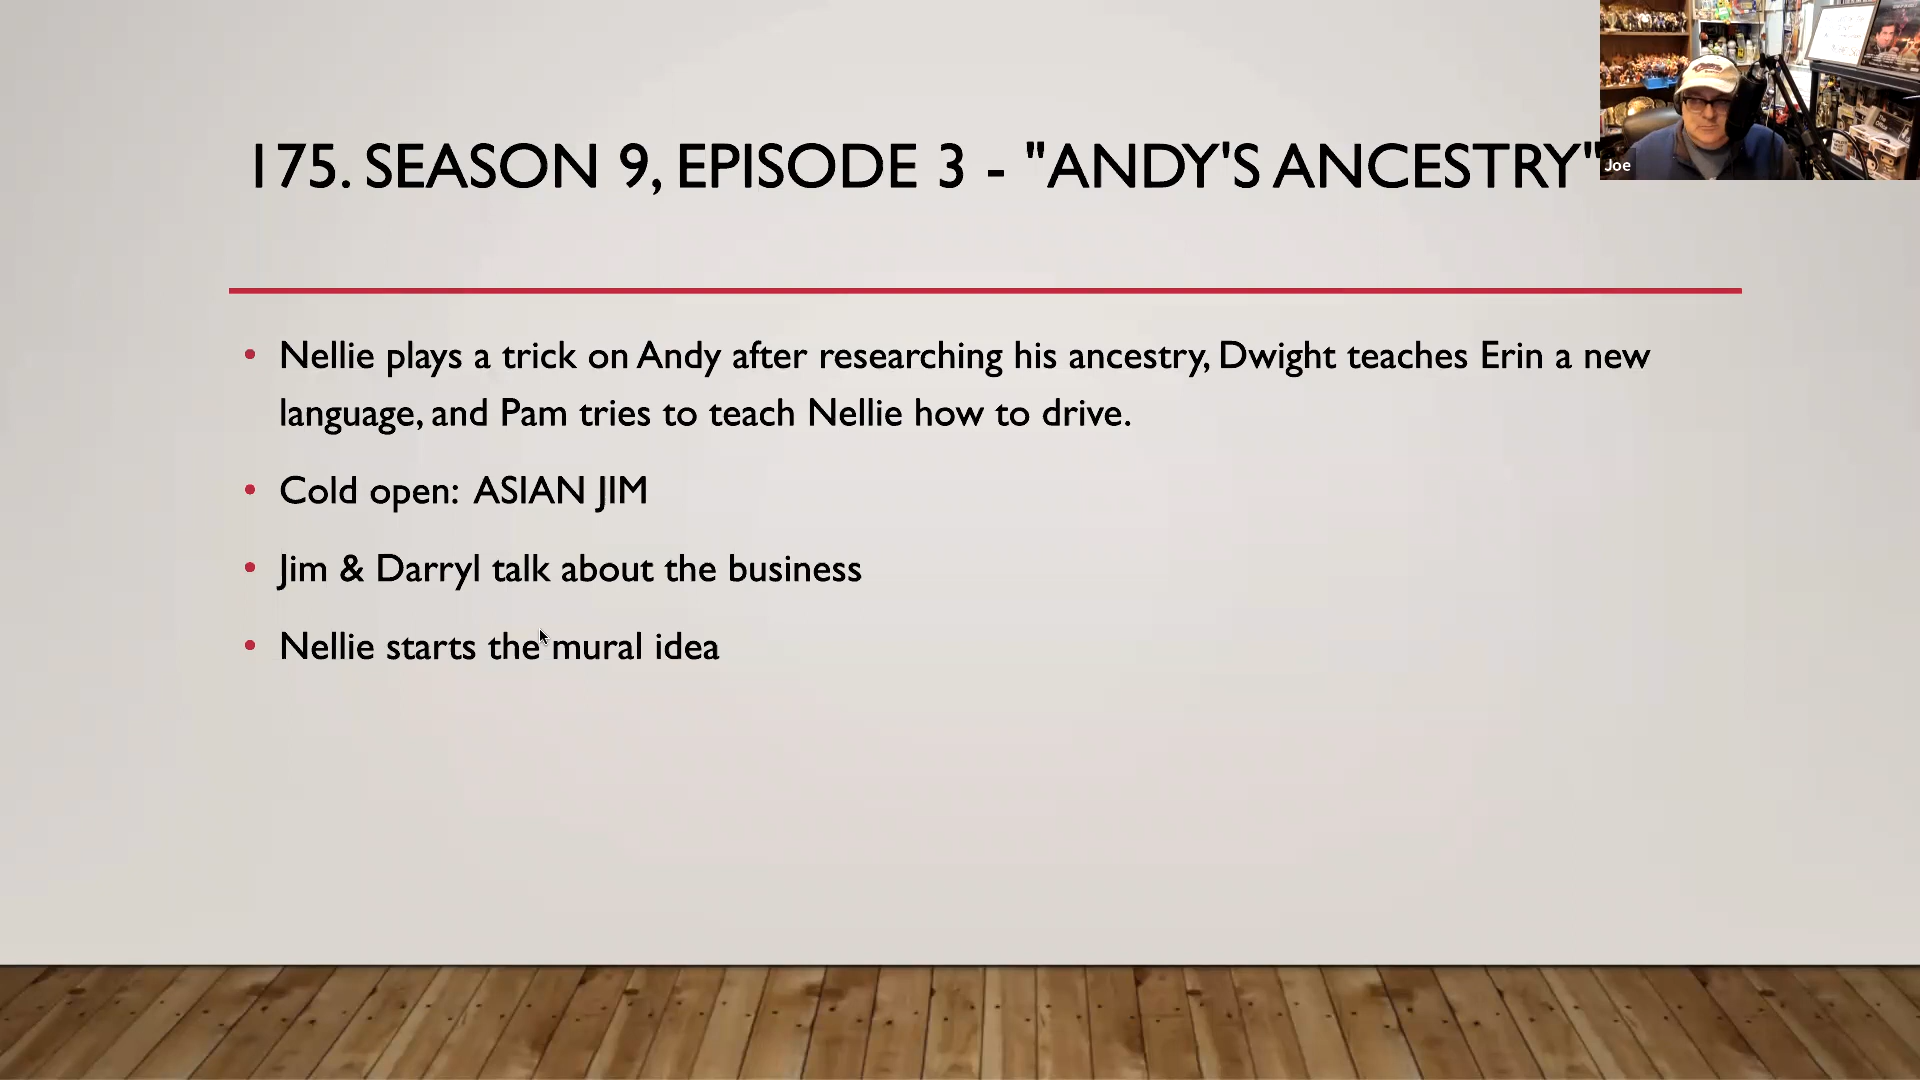 175. SEASON 9, EPISODE 3 - "ANDY'S ANCESTRY"
Joe
• Nellie plays a trick on Andy after researching his ancestry, Dwight teaches Erin a new
language, and Pam tries to teach Nellie how to drive.
• Cold open: ASIAN JIM
• Jim & Darryl talk about the business
• Nellie starts the mural idea